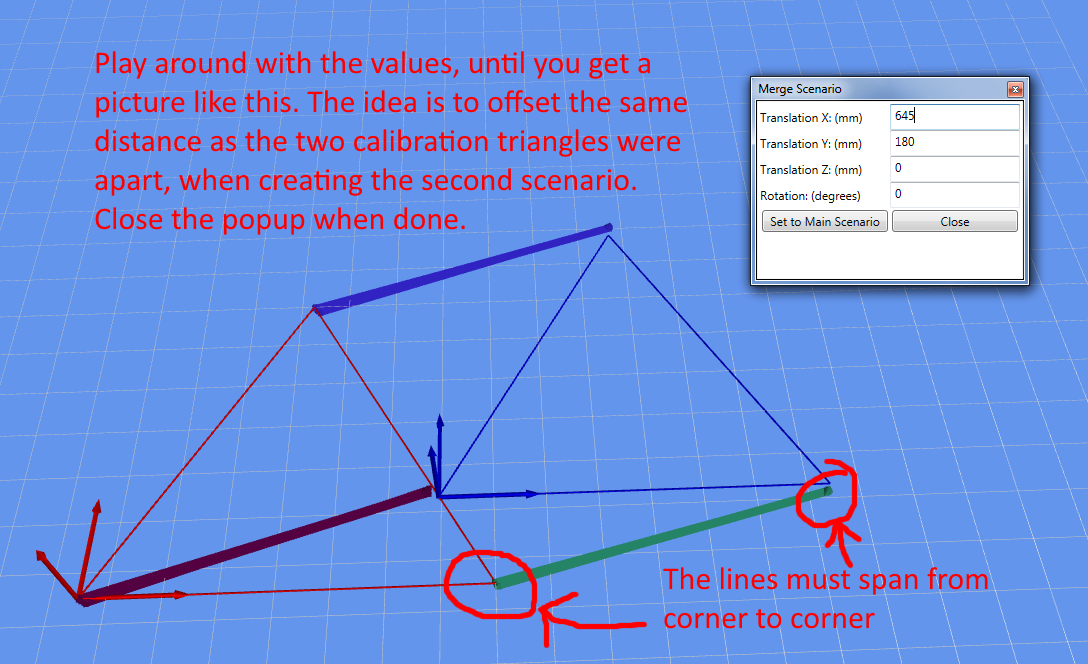 Play around with the values, until you get a
picture like this. The idea is to offset the same
distance as the two calibration triangles were
apart, when creating the second scenario.
Close the popup when done.
Merge Scenario
Translation X: (mm) 645
Translation Y: (mm) 180
Translation Z: (mm) 0
Rotation: (degrees) 0
Set to Main Scenario Close
The lines must span from
corner to corner